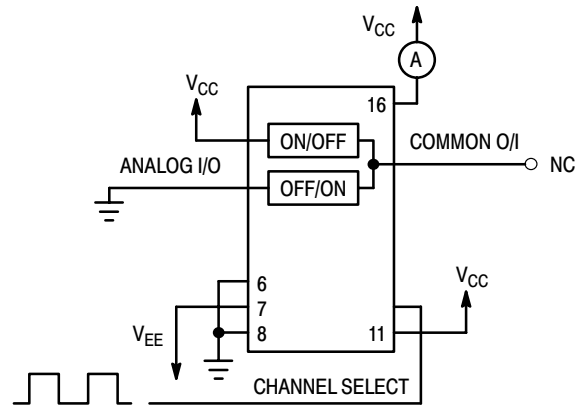 VCC
A
VCC
16
ON/OFF
COMMON O/I
ANALOG I/O
OFF/ON
NC
6
VCC
7
VEE
8
11
CHANNEL SELECT